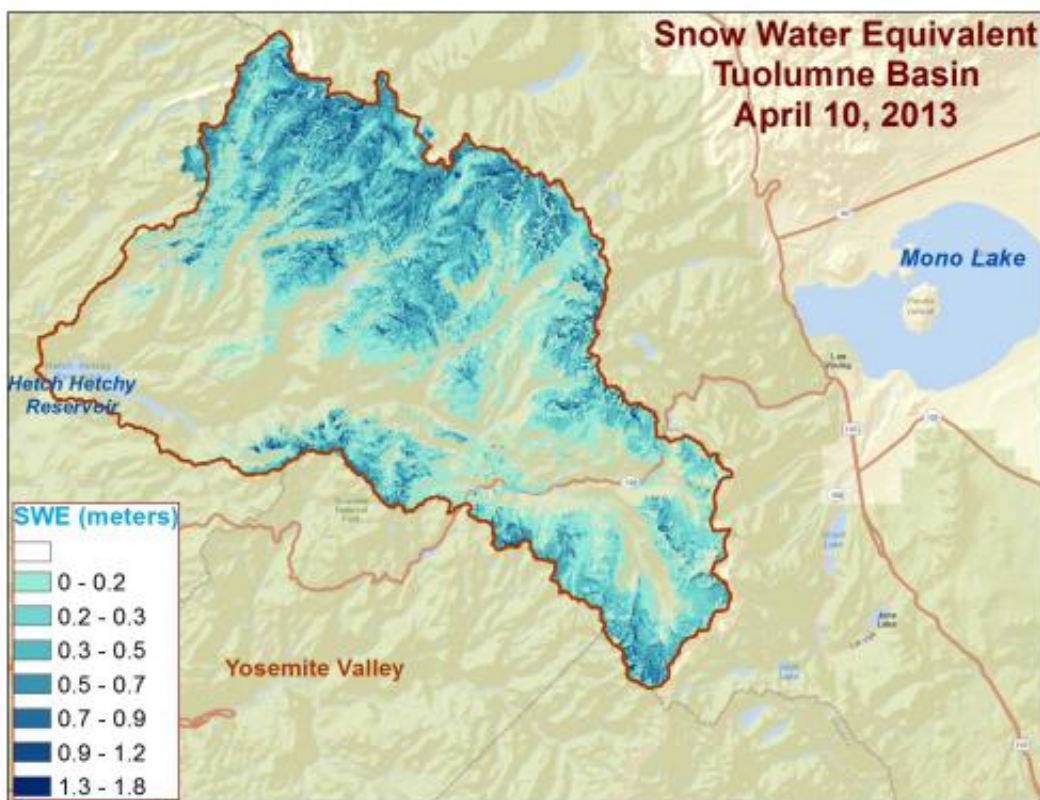 Snow Water Equivalent
Tuolumne Basin
April 10, 2013
Mono Lake
Hetch Hetchy
Reservoir
SWE (meters)
0 - 0.2
0.2 - 0.3
0.3 - 0.5
0.5 - 0.7
0.7 - 0.9
0.9 - 1.2
1.3 - 1.8
Yosemite Valley